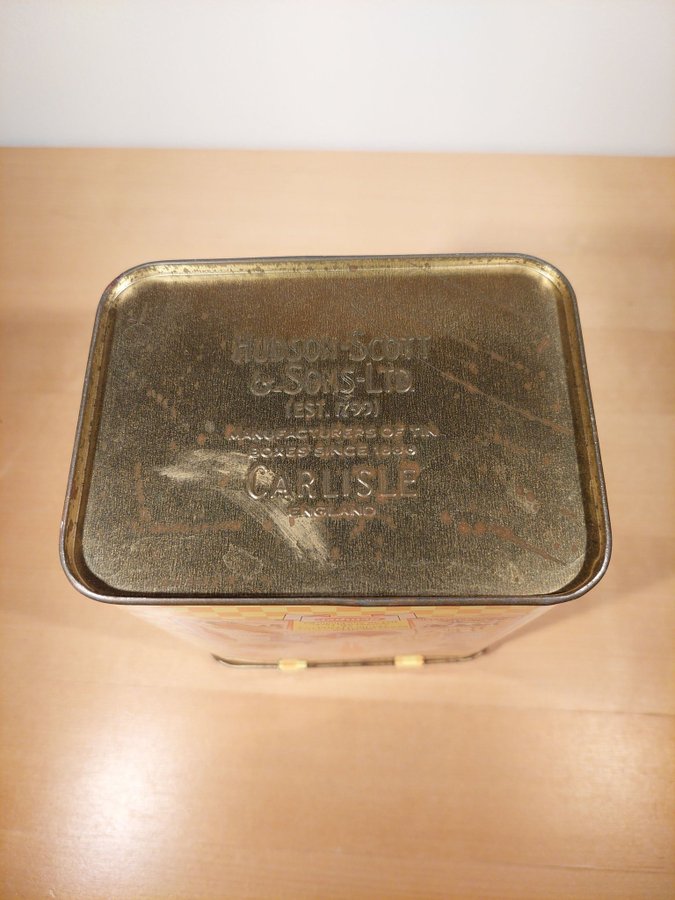 HUDSON·SCOTT
& SONS·LTD.
(EST. 1799)
MANUFACTURERS OF TIN
BOXES SINCE
CARLISLE
ENGLAND